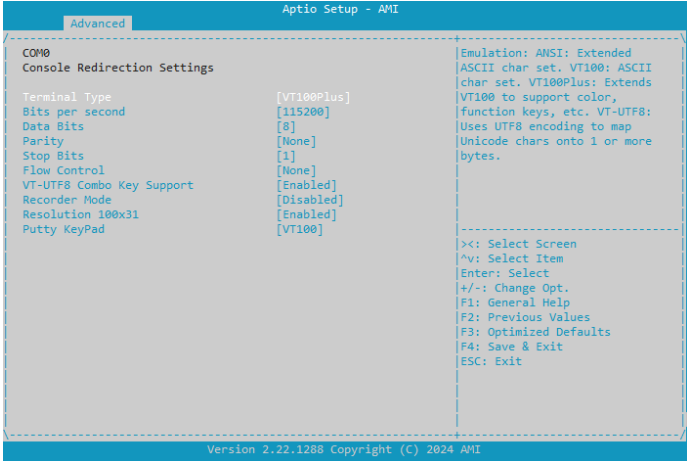 Aptio Setup - AMI
Advanced
COM0
Console Redirection Settings
Terminal Type [VT100Plus]
Bits per second [115200]
Data Bits [8]
Parity [None]
Stop Bits [1]
Flow Control [None]
VT-UTF8 Combo Key Support [Enabled]
Recorder Mode [Disabled]
Resolution 100x31 [Enabled]
Putty KeyPad [VT100]
Emulation: ANSI: Extended
ASCII char set. VT100: ASCII
char set. VT100Plus: Extends
VT100 to support color,
function keys, etc. VT-UTF8:
Uses UTF8 encoding to map
Unicode chars onto 1 or more
bytes.
><: Select Screen
^v: Select Item
Enter: Select
+/-: Change Opt.
F1: General Help
F2: Previous Values
F3: Optimized Defaults
F4: Save & Exit
ESC: Exit
Version 2.22.1288 Copyright (C) 2024 AMI